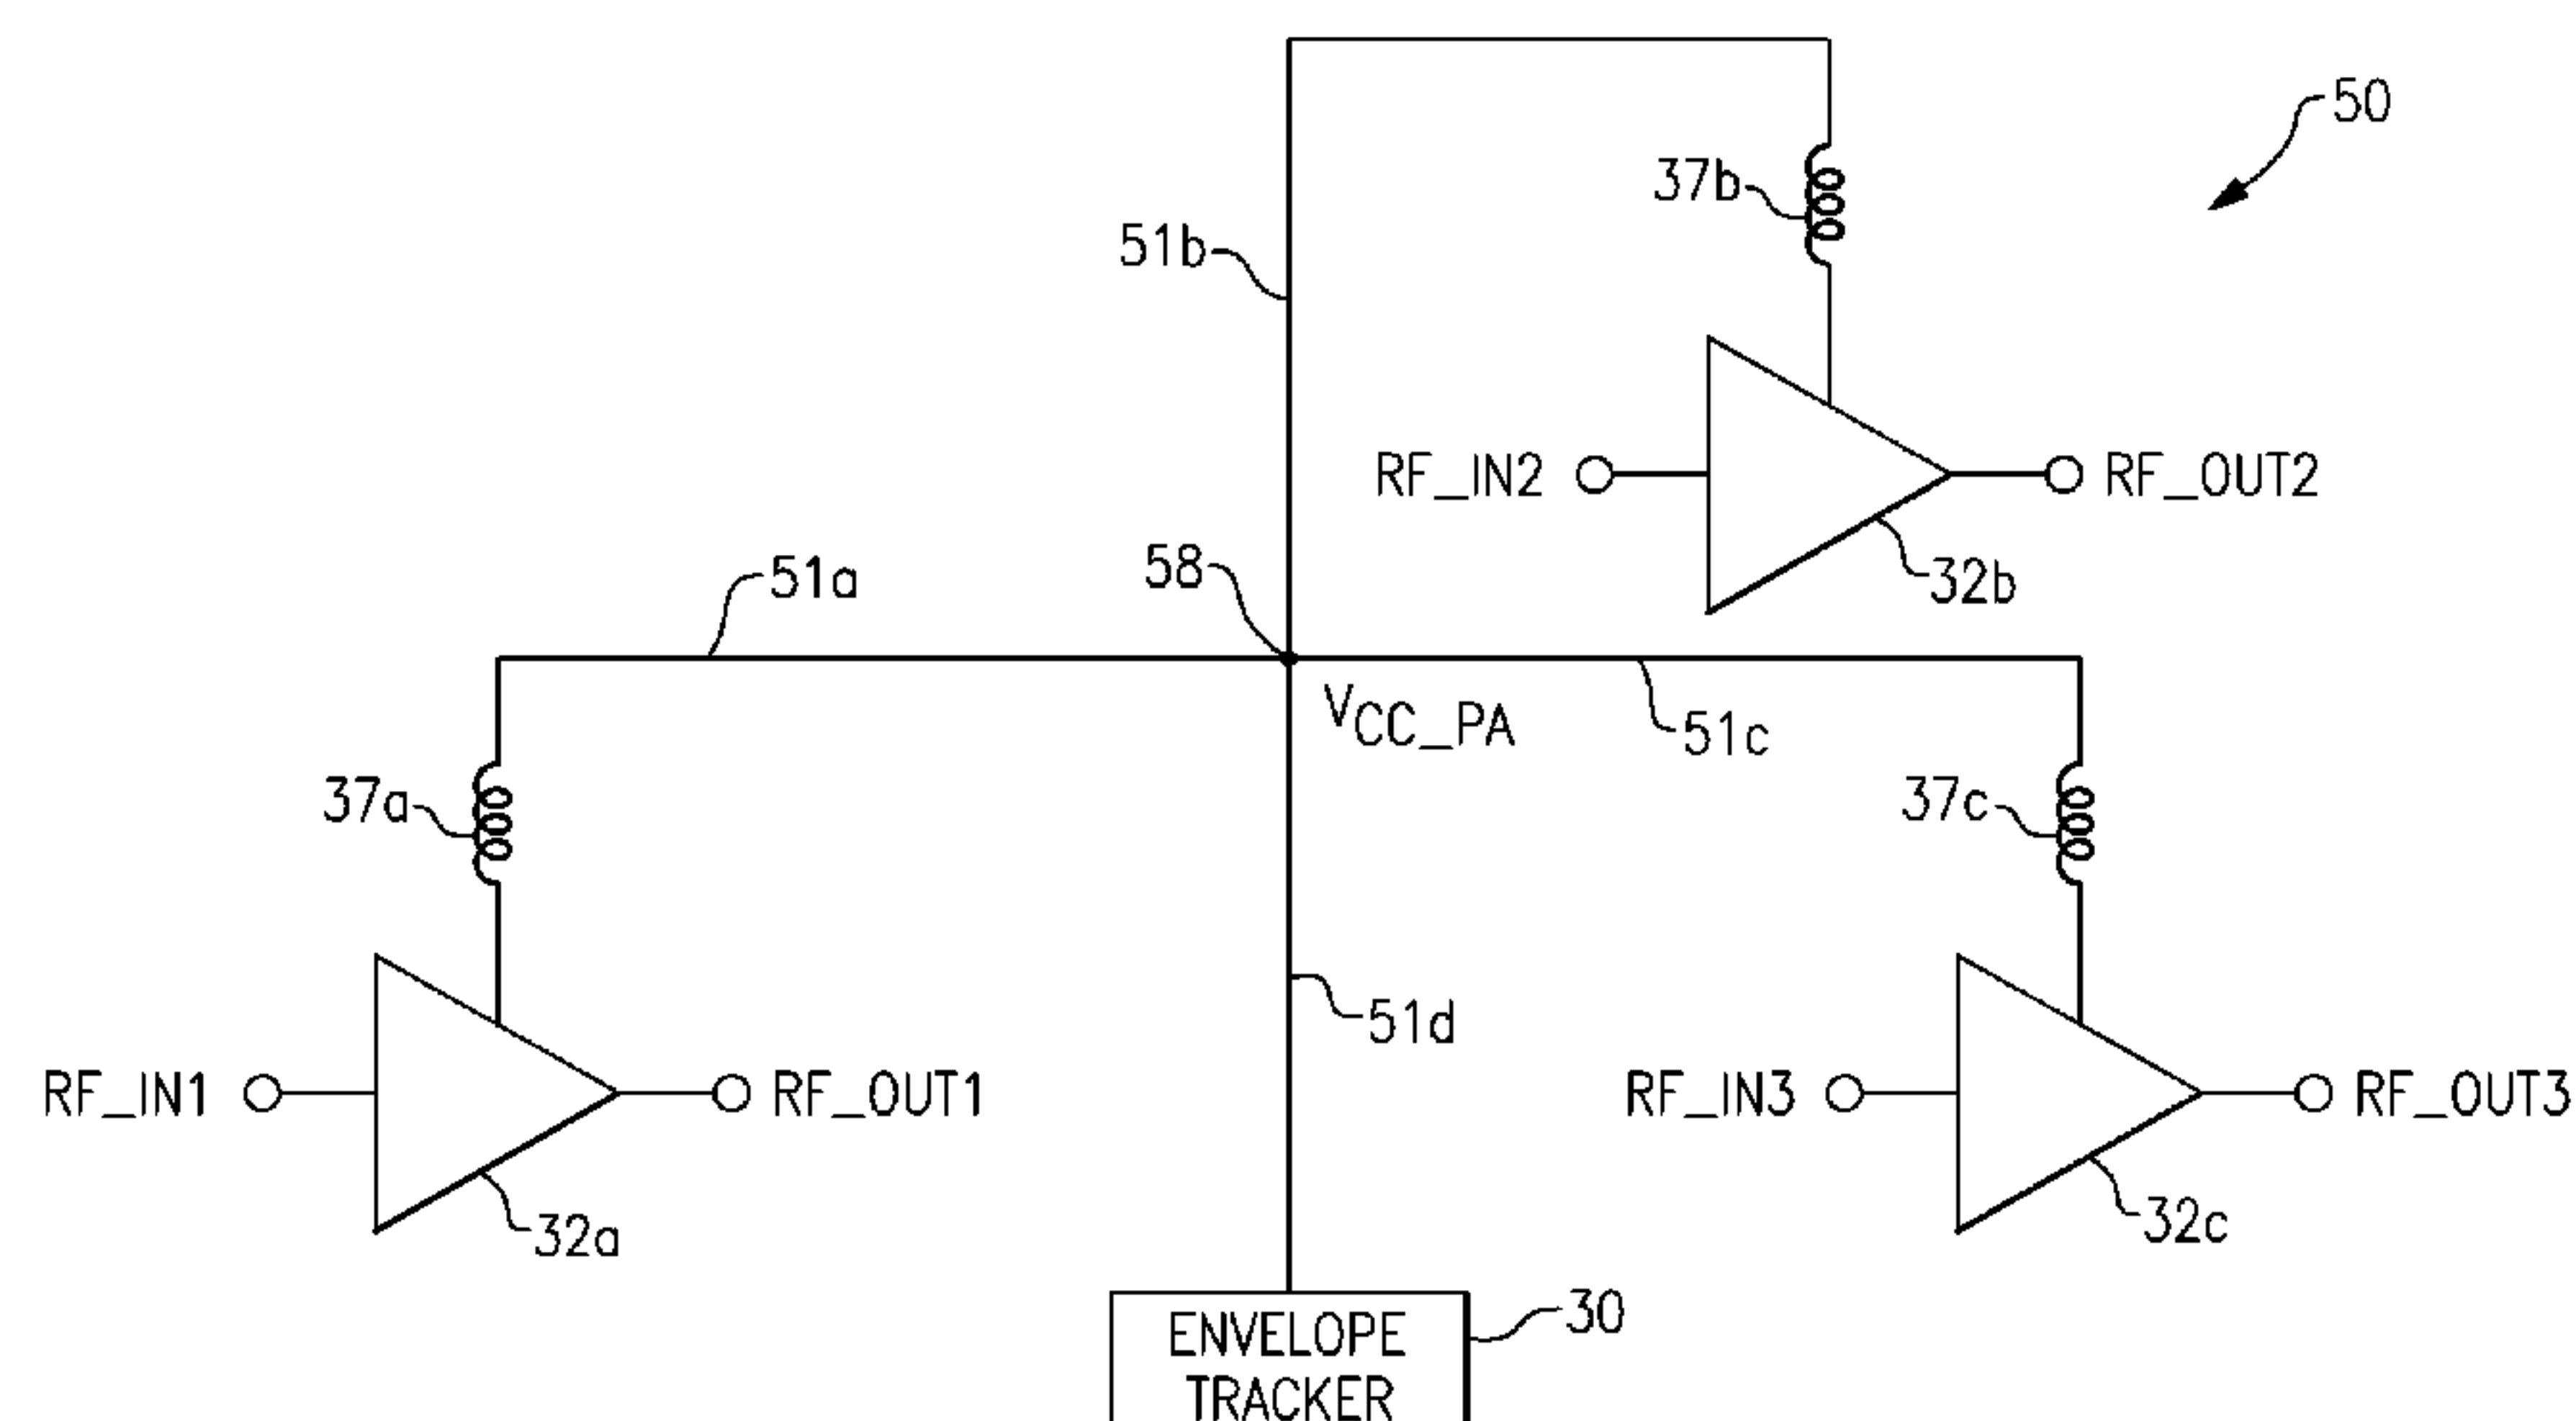 50
37b
51b
RF_IN2
RF_OUT2
32b
58
51a
VCC_PA
51c
37a
37c
51d
RF_IN1
RF_OUT1
RF_IN3
RF_OUT3
32a
32c
30
ENVELOPE
TRACKER